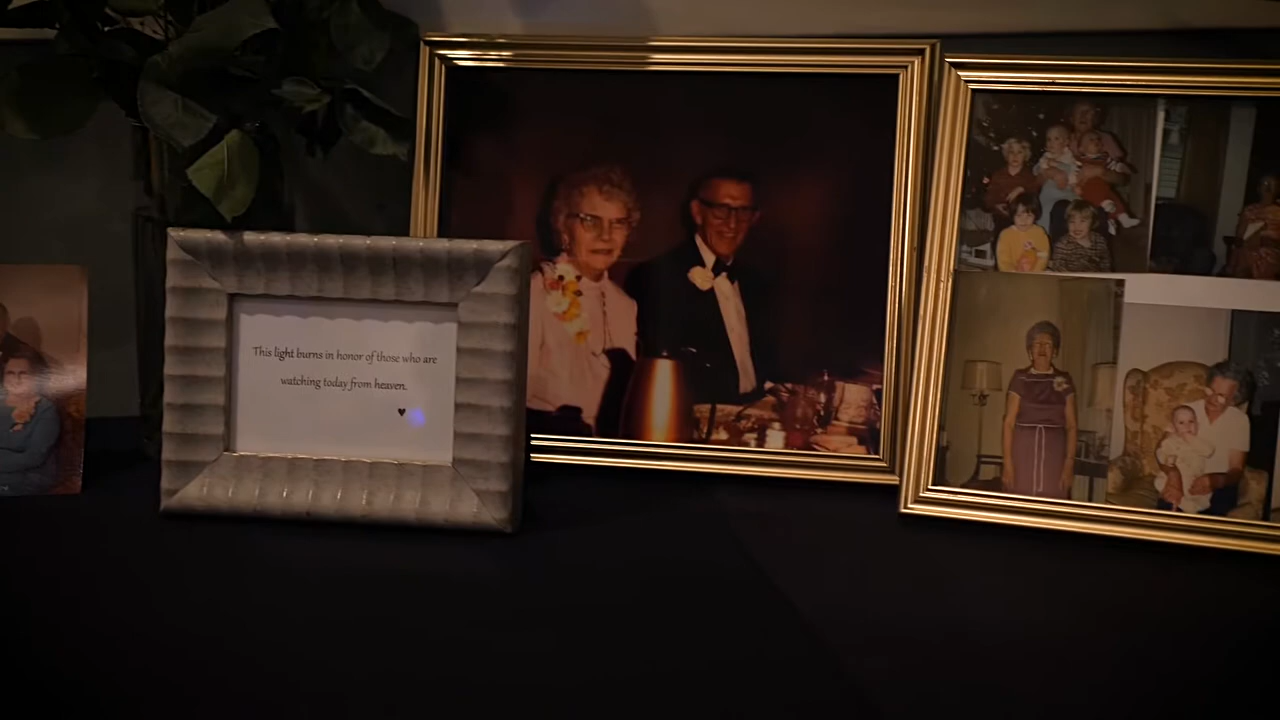 This light burns in honor of those who are
watching today from heaven.
♥